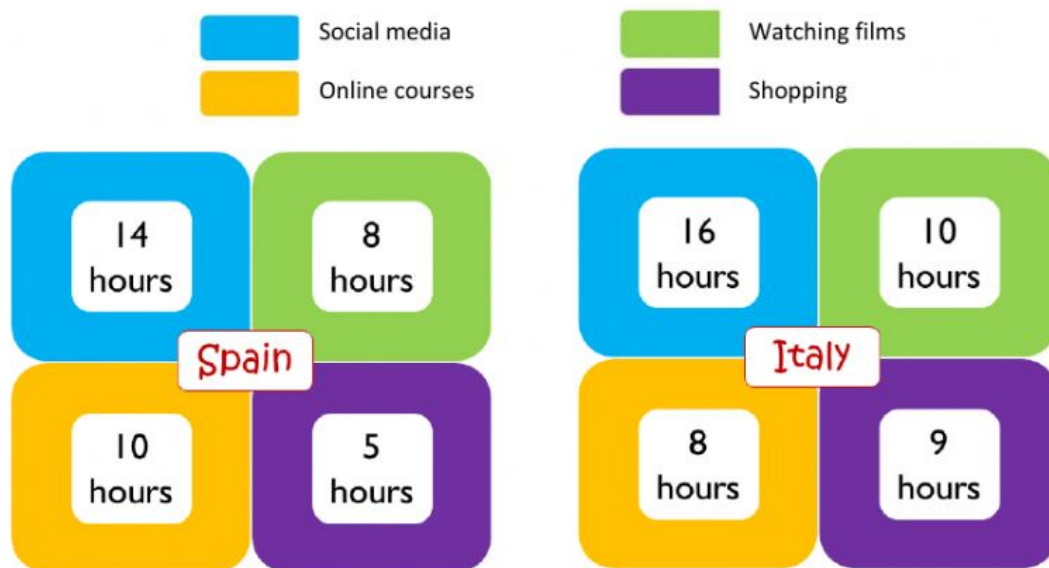 Social media
Watching films
Online courses
Shopping
14
hours
8
hours
Spain
10
hours
5
hours
16
hours
10
hours
Italy
8
hours
9
hours